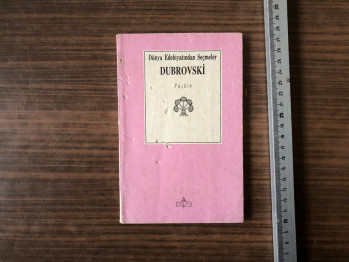 Dünya Edebiyatından Seçmeler
DUBROVSKİ
Puşkin